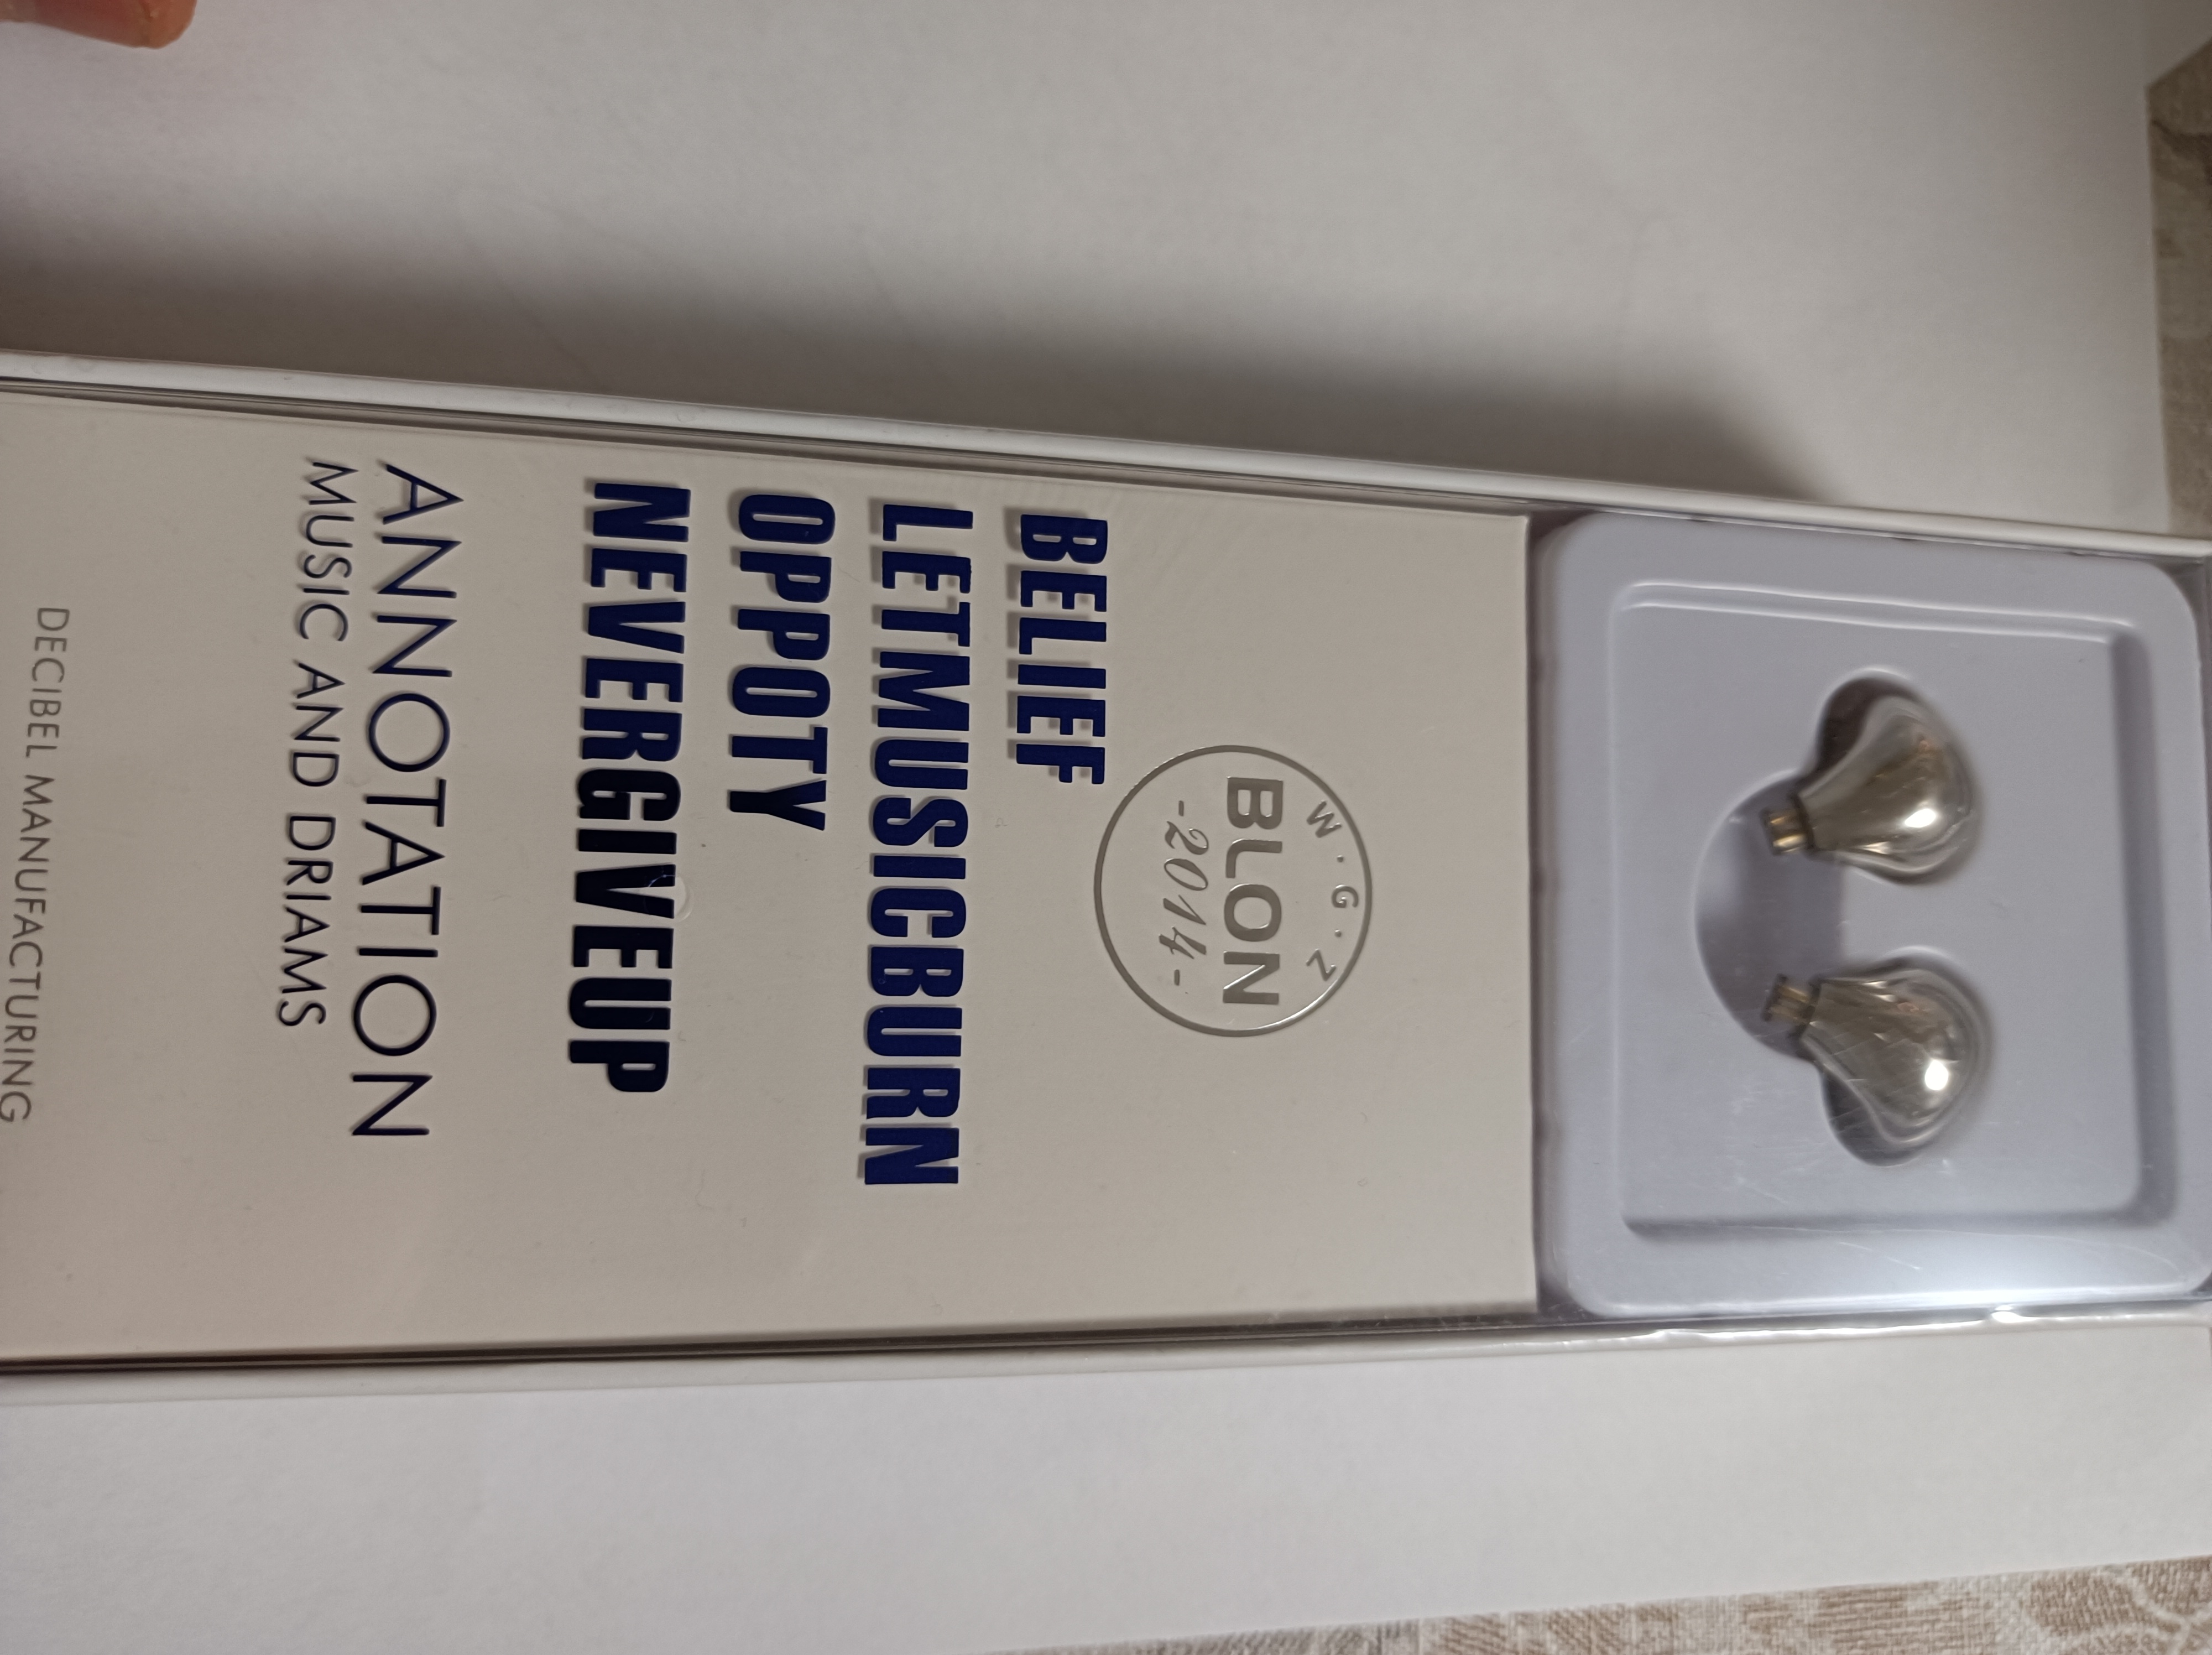 W·G·Z
BLON
-2014-
BELIEF
LETMUSICBURN
OPPOTY
NEVERGIVEUP
ANNOTATION
MUSIC AND DRIAMS
DECIBEL MANUFACTURING